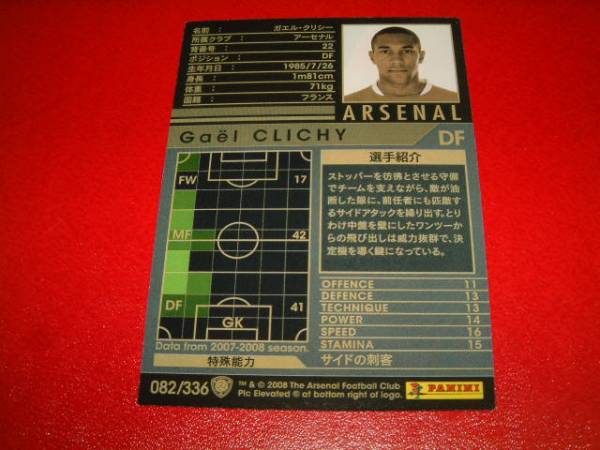 名前 : ガエル・クリシー
所属クラブ : アーセナル
背番号 : 22
ポジション : DF
生年月日 : 1985/7/26
身長 : 1m81cm
体重 : 71kg
国籍 : フランス
ARSENAL
Gaël CLICHY DF
FW 17
MF 42
DF 41
GK
Data from 2007-2008 season.
特殊能力
選手紹介
ストッパーを彷彿とさせる守備
でチームを支えながら、敵が油
断した隙に、前任者にも匹敵
するサイドアタックを繰り出す。とり
わけ中盤を壁にしたワンツーか
らの飛び出しは威力抜群で、決
定機を導く鍵になっている。
OFFENCE 11
DEFENCE 13
TECHNIQUE 13
POWER 14
SPEED 16
STAMINA 15
サイドの刺客
082/336
™ & © 2008 The Arsenal Football Club
Plc Elevated ® at bottom right of logo.
PANINI